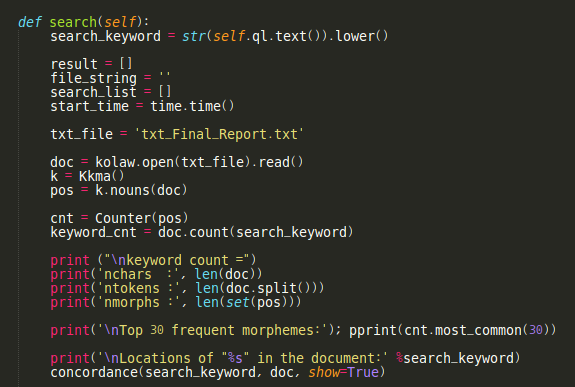 def search(self):
    search_keyword = str(self.ql.text()).lower()
    result = []
    file_string = ''
    search_list = []
    start_time = time.time()
    txt_file = 'txt_Final_Report.txt'
    doc = kolaw.open(txt_file).read()
    k = Kkma()
    pos = k.nouns(doc)
    cnt = Counter(pos)
    keyword_cnt = doc.count(search_keyword)
    print ("\nkeyword count =")
    print('nchars  :', len(doc))
    print('ntokens :', len(doc.split()))
    print('nmorphs :', len(set(pos)))
    print('\nTop 30 frequent morphemes:'); pprint(cnt.most_common(30))
    print('\nLocations of "%s" in the document:' %search_keyword)
    concordance(search_keyword, doc, show=True)